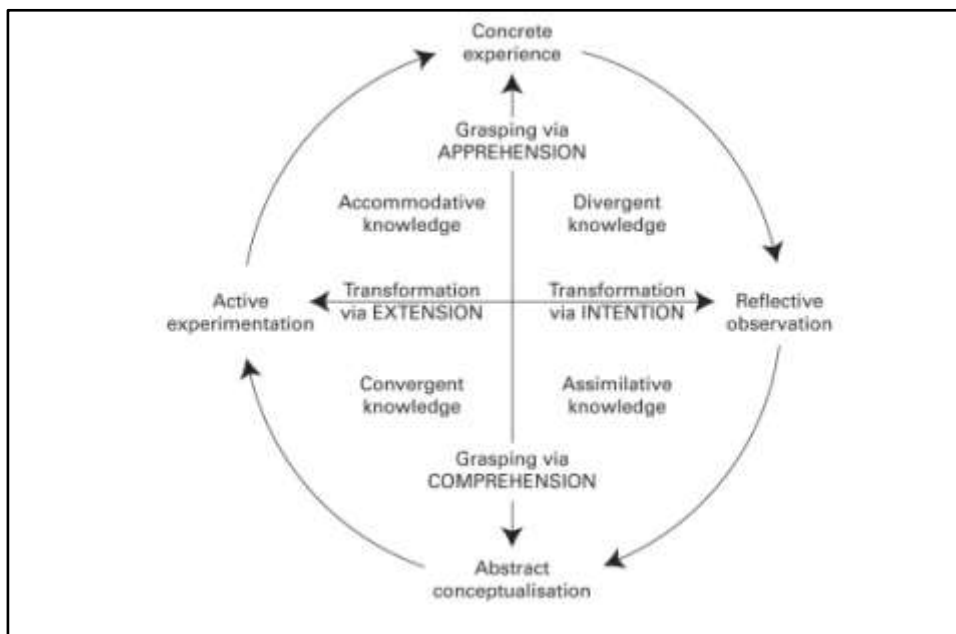 Concrete
experience
Grasping via
APPREHENSION
Accommodative
knowledge
Divergent
knowledge
Active
experimentation
Transformation
via EXTENSION
Transformation
via INTENTION
Reflective
observation
Convergent
knowledge
Assimilative
knowledge
Grasping via
COMPREHENSION
Abstract
conceptualisation